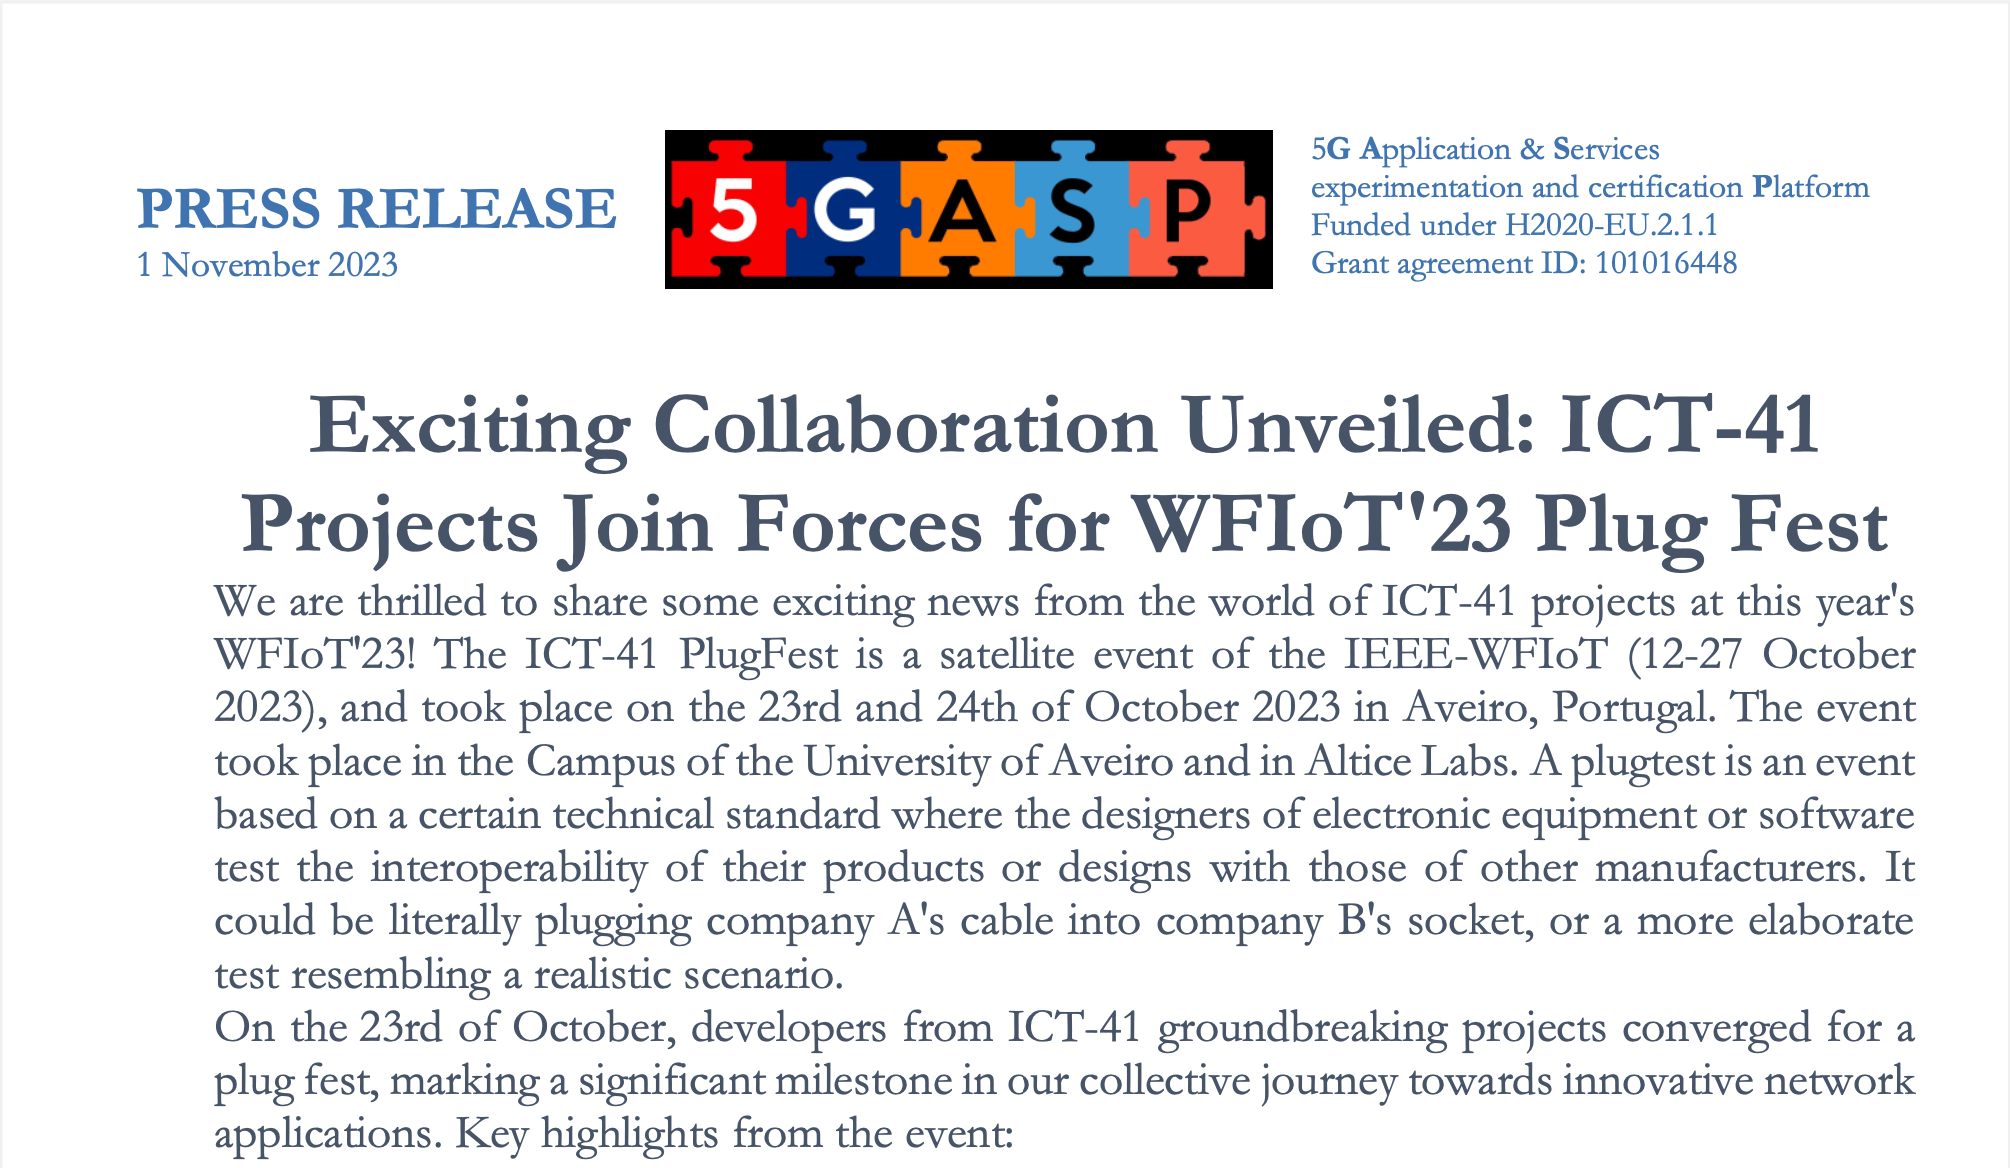 PRESS RELEASE
1 November 2023
5GASP
5G Application & Services
experimentation and certification Platform
Funded under H2020-EU.2.1.1
Grant agreement ID: 101016448
Exciting Collaboration Unveiled: ICT-41
Projects Join Forces for WFIoT'23 Plug Fest
We are thrilled to share some exciting news from the world of ICT-41 projects at this year's
WFIoT'23! The ICT-41 PlugFest is a satellite event of the IEEE-WFIoT (12-27 October
2023), and took place on the 23rd and 24th of October 2023 in Aveiro, Portugal. The event
took place in the Campus of the University of Aveiro and in Altice Labs. A plugtest is an event
based on a certain technical standard where the designers of electronic equipment or software
test the interoperability of their products or designs with those of other manufacturers. It
could be literally plugging company A's cable into company B's socket, or a more elaborate
test resembling a realistic scenario.
On the 23rd of October, developers from ICT-41 groundbreaking projects converged for a
plug fest, marking a significant milestone in our collective journey towards innovative network
applications. Key highlights from the event: